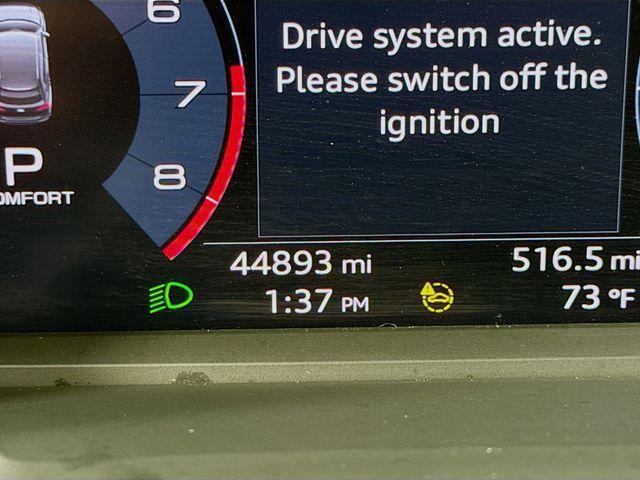 6
Drive system active.
Please switch off the
ignition
7
8
P
OMFORT
44893 mi
516.5 mi
1:37 PM
73 °F